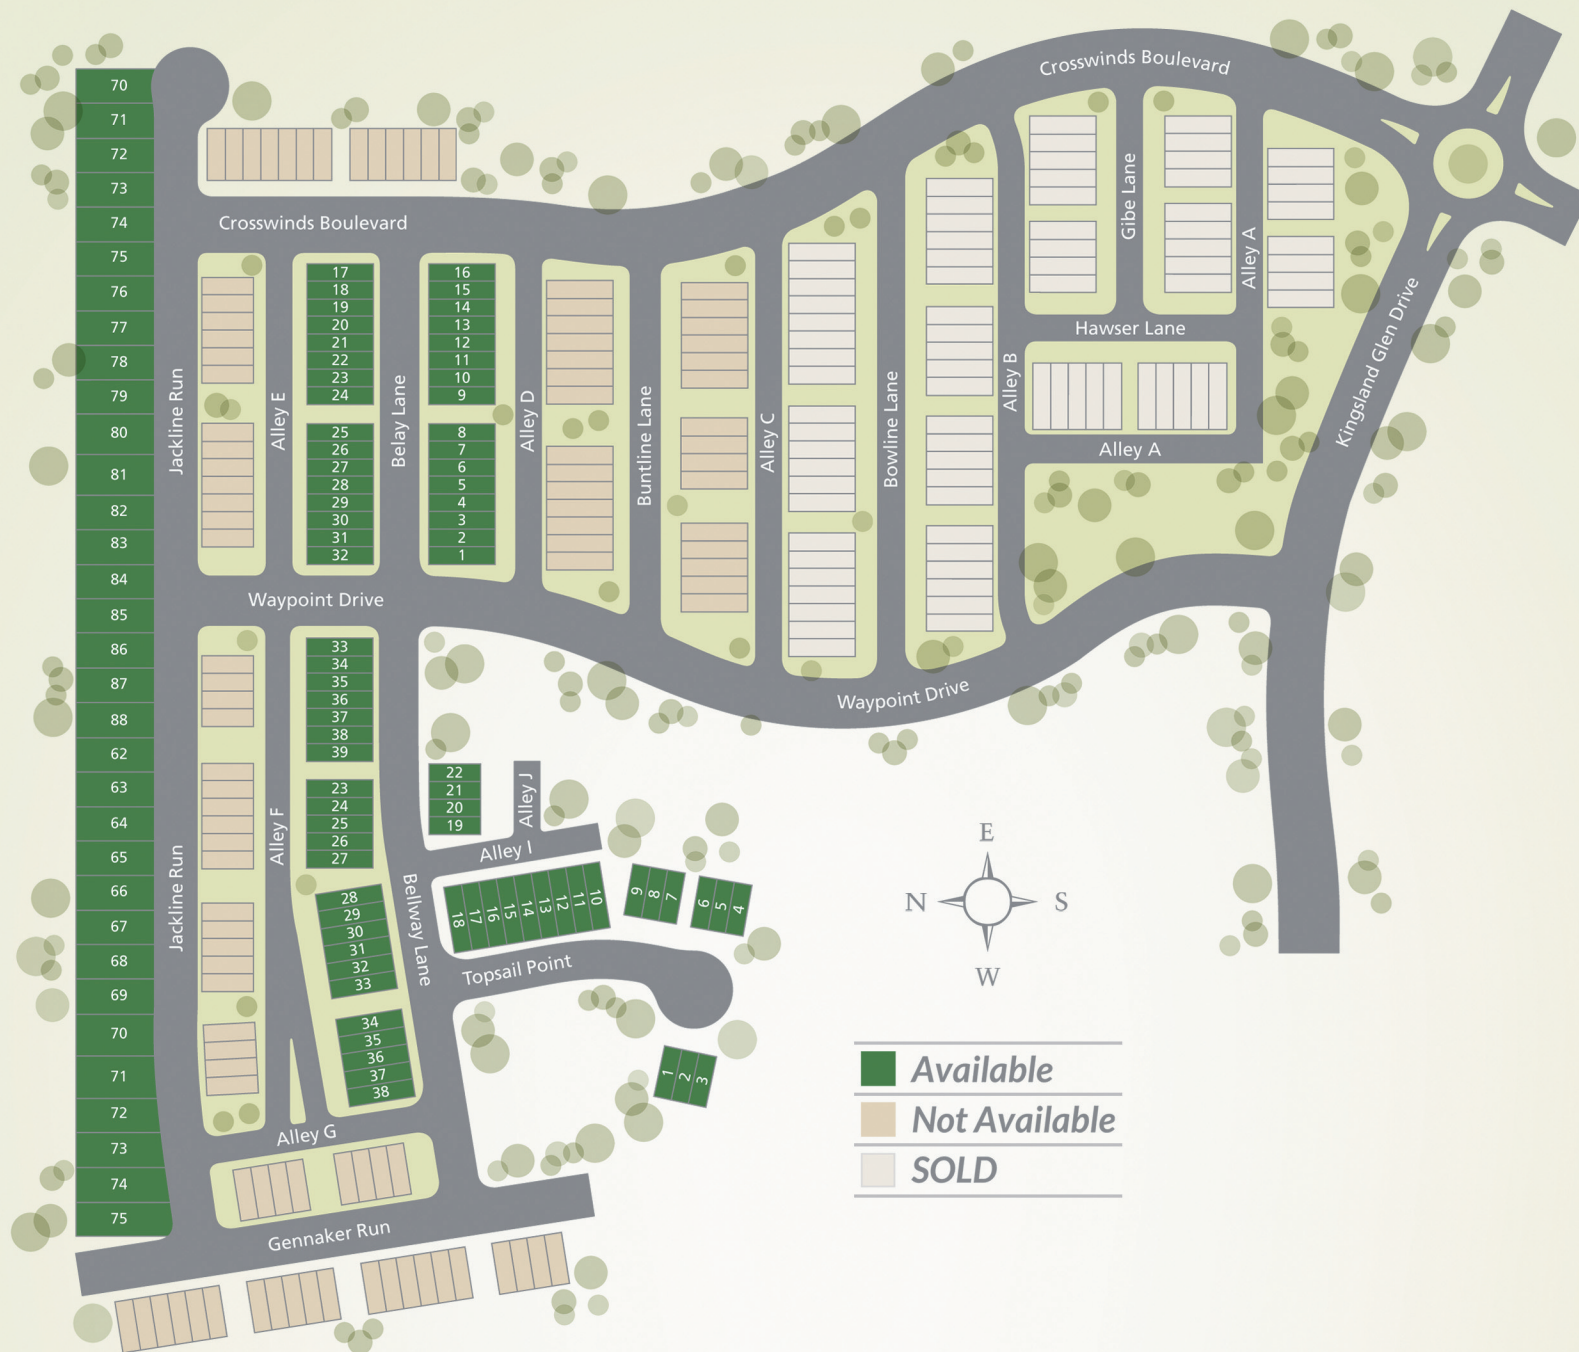 70
71
72
73
74
75
76
77
78
79
80
81
82
83
84
85
86
87
88
62
63
64
65
66
67
68
69
70
71
72
73
74
75
Crosswinds Boulevard
Crosswinds Boulevard
Jackline Run
Alley E
17
18
19
20
21
22
23
24
25
26
27
28
29
30
31
32
Belay Lane
16
15
14
13
12
11
10
9
8
7
6
5
4
3
2
1
Alley D
Buntline Lane
Alley C
Bowline Lane
Alley B
Gibe Lane
Alley A
Hawser Lane
Alley A
Kingsland Glen Drive
Waypoint Drive
Waypoint Drive
Jackline Run
Alley F
33
34
35
36
37
38
39
23
24
25
26
27
28
29
30
31
32
33
34
35
36
37
38
Bellway Lane
22
21
20
19
Alley J
Alley I
18 17 16 15 14 13 12 11 10
9 8 7
6 5 4
Topsail Point
1 2 3
Alley G
Gennaker Run
E
N S
W
Available
Not Available
SOLD